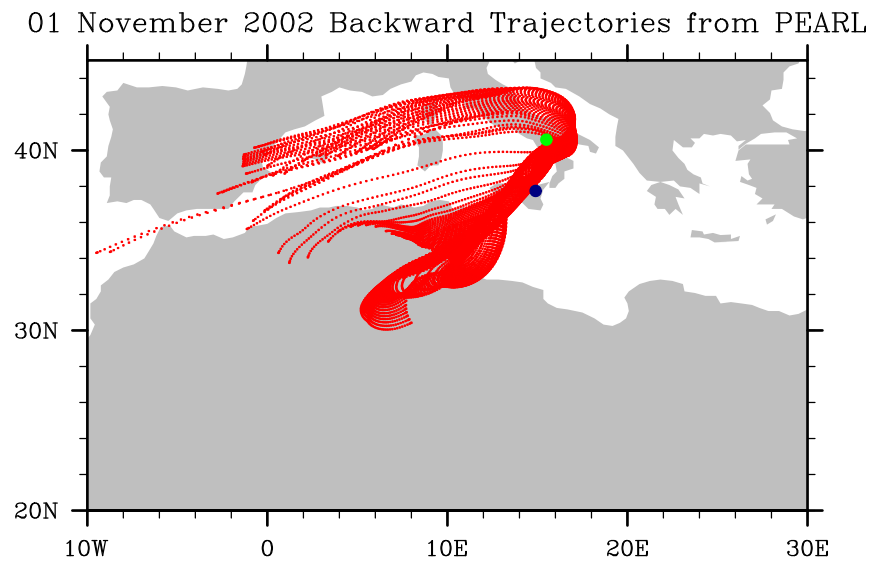 01 November 2002 Backward Trajectories from PEARL
40N
30N
20N
10W 0 10E 20E 30E